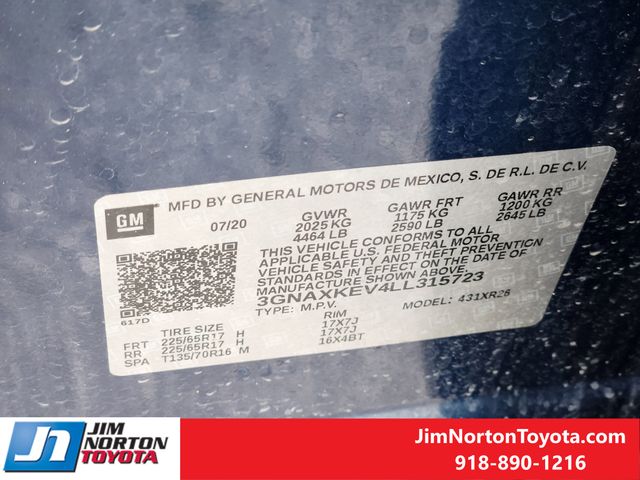 GM
MFD BY GENERAL MOTORS DE MEXICO, S. DE R.L. DE C.V.
07/20 GVWR GAWR FRT GAWR RR
2025 KG 1175 KG 1200 KG
4464 LB 2590 LB 2645 LB
THIS VEHICLE CONFORMS TO ALL
APPLICABLE U.S. FEDERAL MOTOR
VEHICLE SAFETY AND THEFT PREVENTION
STANDARDS IN EFFECT ON THE DATE OF
MANUFACTURE SHOWN ABOVE.
3GNAXKEV4LL315723
TYPE: M.P.V. MODEL: 431XR26
617D
TIRE SIZE RIM
FRT 225/65R17 H 17X7J
RR 225/65R17 H 17X7J
SPA T135/70R16 M 16X4BT
JN JIM
NORTON
TOYOTA
JimNortonToyota.com
918-890-1216